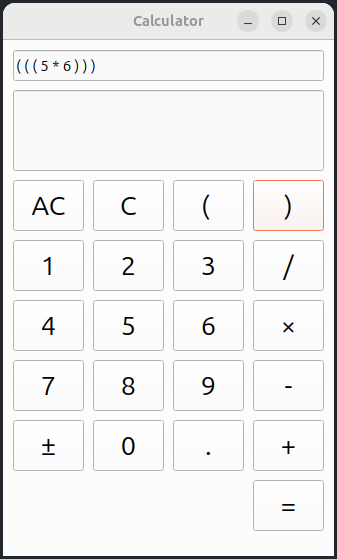 Calculator
(((5*6)))
AC C ( )
1 2 3 /
4 5 6 ×
7 8 9 -
± 0 . +
=